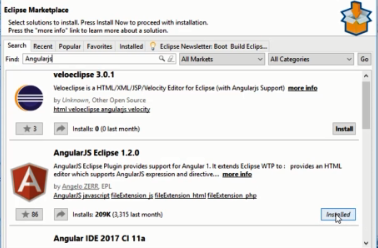 Eclipse Marketplace
Select solutions to install. Press Install Now to proceed with installation.
Press the "more info" link to learn more about a solution.
Search Recent Popular Favorites Installed Eclipse Newsletter: Boot Build Eclips...
Find: Angularjs All Markets All Categories Go
veloeclipse 3.0.1
VeloEclipse is a HTML/XML/JSP/Velocity Editor for Eclipse (with Angularjs Support) more info
by Unknown, Other Open Source
html veloeclipse angularjs velocity
3 Installs: 0 (0 last month) Install
AngularJS Eclipse 1.2.0
AngularJS Eclipse Plugin provides support for Angular 1. It extends Eclipse WTP to : provides an HTML
editor which supports AngularJS expression and directive.... more info
by Angelo ZERR, EPL
AngularJS javascript fileExtension_js fileExtension_html fileExtension_php
86 Installs: 209K (3,315 last month) Installed
Angular IDE 2017 CI 11a